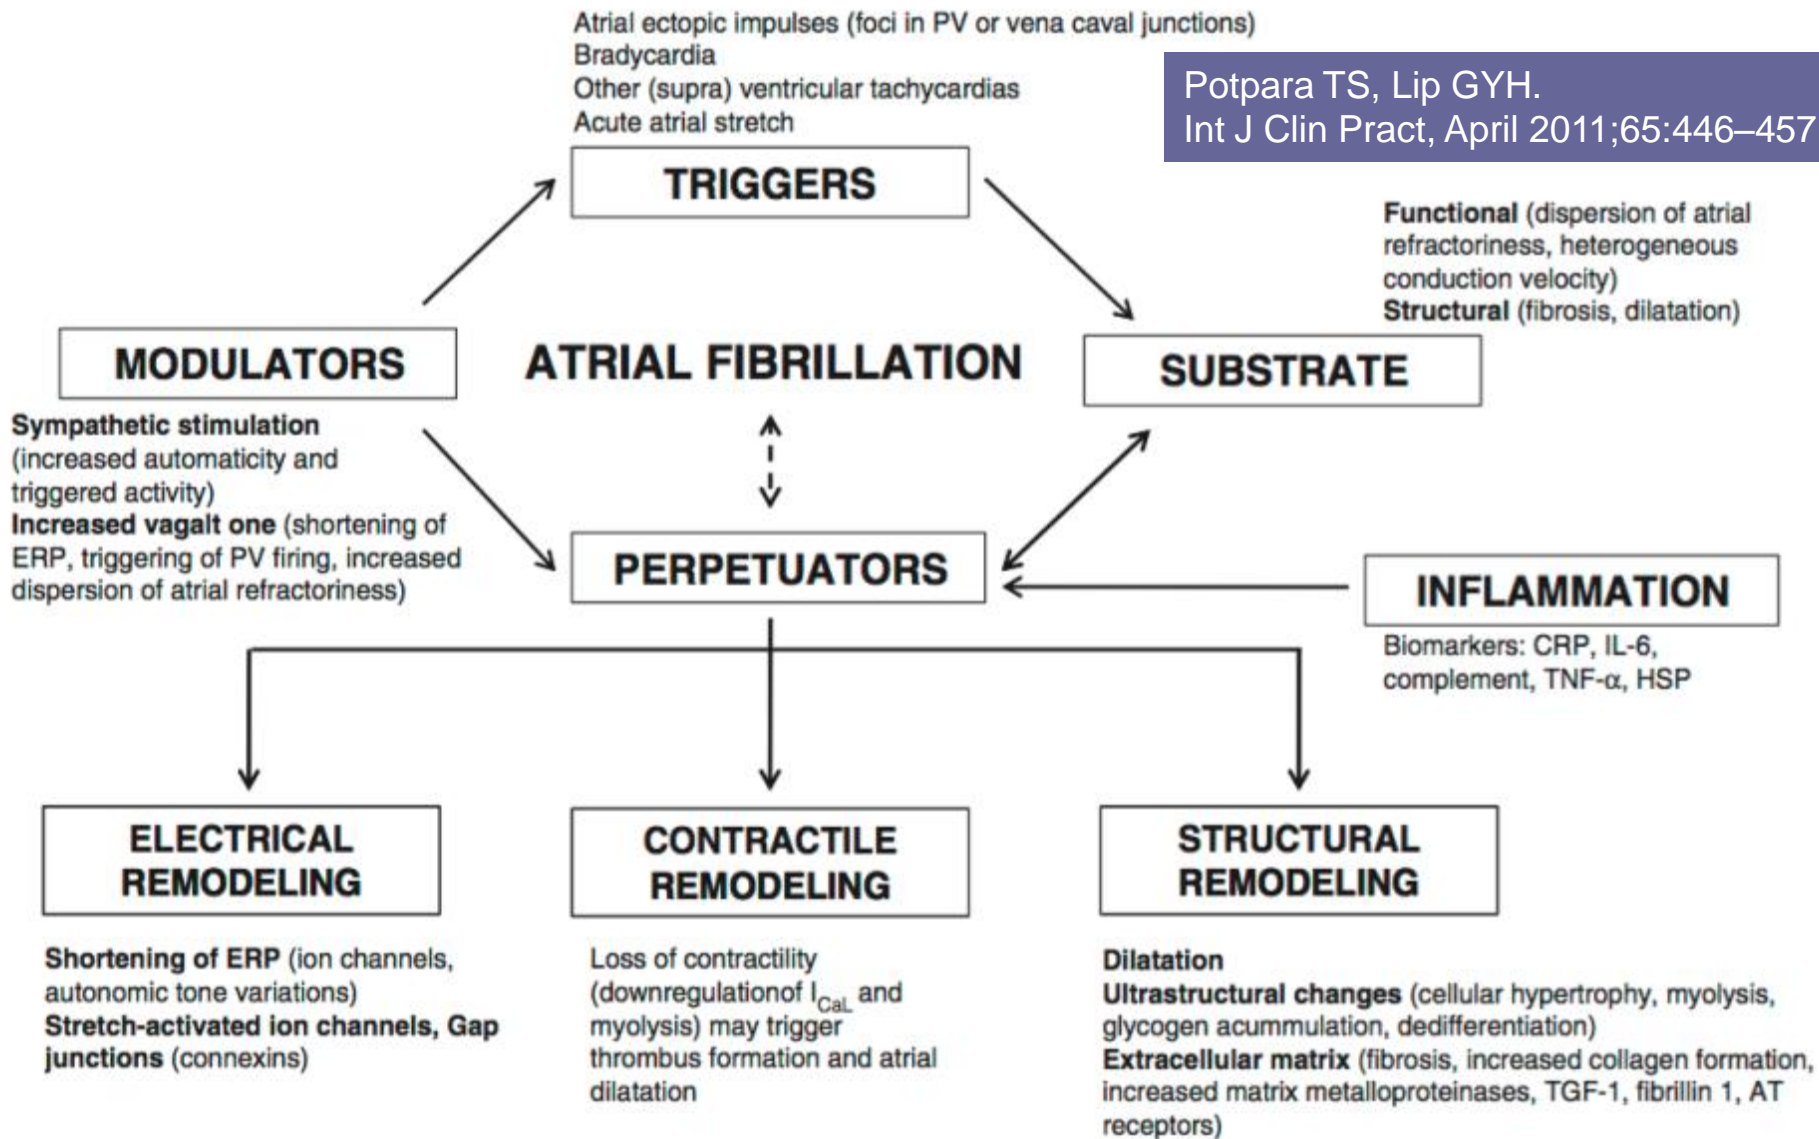 Atrial ectopic impulses (foci in PV or vena caval junctions)
Bradycardia
Other (supra) ventricular tachycardias
Acute atrial stretch
Potpara TS, Lip GYH.
Int J Clin Pract, April 2011;65:446–457
TRIGGERS
Functional (dispersion of atrial
refractoriness, heterogeneous
conduction velocity)
Structural (fibrosis, dilatation)
MODULATORS
ATRIAL FIBRILLATION
SUBSTRATE
Sympathetic stimulation
(increased automaticity and
triggered activity)
Increased vagalt one (shortening of
ERP, triggering of PV firing, increased
dispersion of atrial refractoriness)
PERPETUATORS
INFLAMMATION
Biomarkers: CRP, IL-6,
complement, TNF-α, HSP
ELECTRICAL
REMODELING
CONTRACTILE
REMODELING
STRUCTURAL
REMODELING
Shortening of ERP (ion channels,
autonomic tone variations)
Stretch-activated ion channels, Gap
junctions (connexins)
Loss of contractility
(downregulationof ICaL and
myolysis) may trigger
thrombus formation and atrial
dilatation
Dilatation
Ultrastructural changes (cellular hypertrophy, myolysis,
glycogen acummulation, dedifferentiation)
Extracellular matrix (fibrosis, increased collagen formation,
increased matrix metalloproteinases, TGF-1, fibrillin 1, AT
receptors)